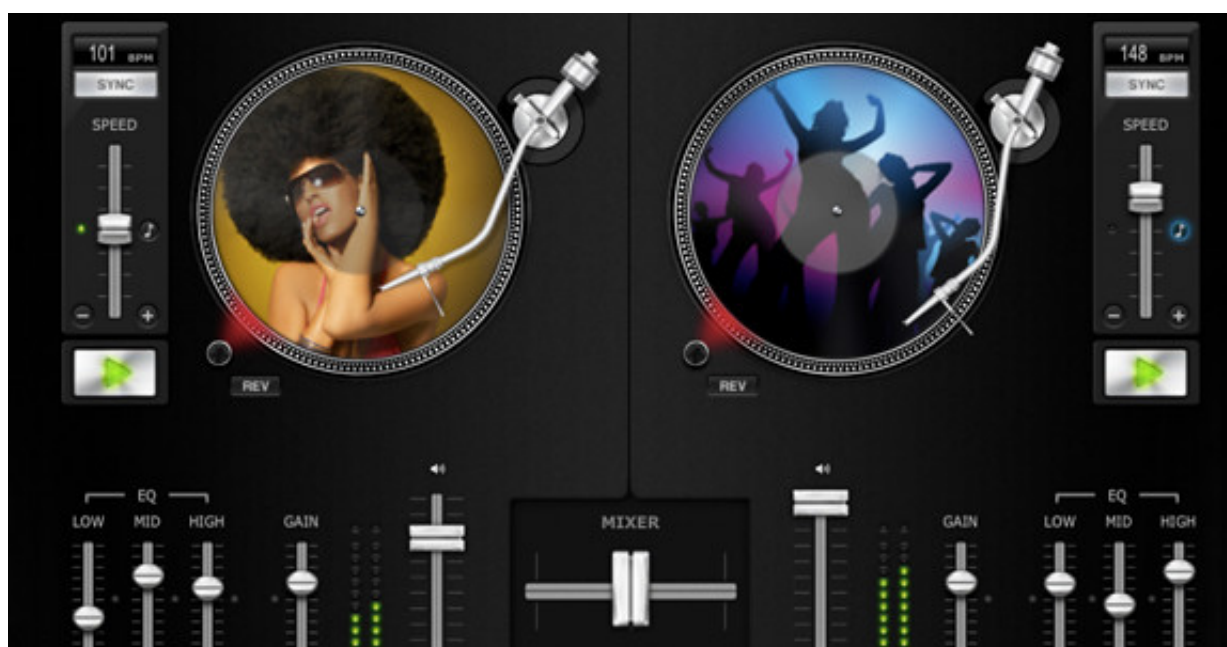 101 BPM
SYNC
SPEED
REV
148 BPM
SYNC
SPEED
REV
EQ
LOW MID HIGH
GAIN
MIXER
GAIN
EQ
LOW MID HIGH